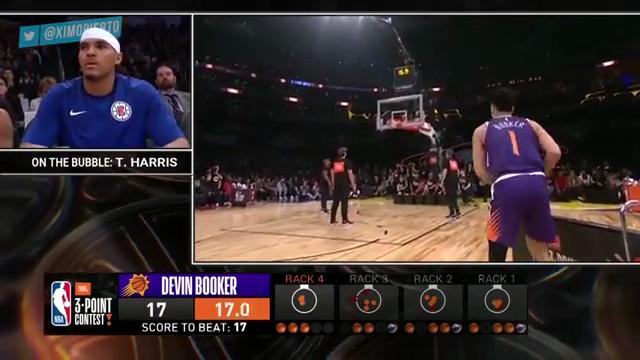 @XIMOPIERTO
ON THE BUBBLE: T. HARRIS
BOOKER
1
NBA
3-POINT
CONTEST
DEVIN BOOKER
17
17.0
SCORE TO BEAT: 17
RACK 4
RACK 3
RACK 2
RACK 1